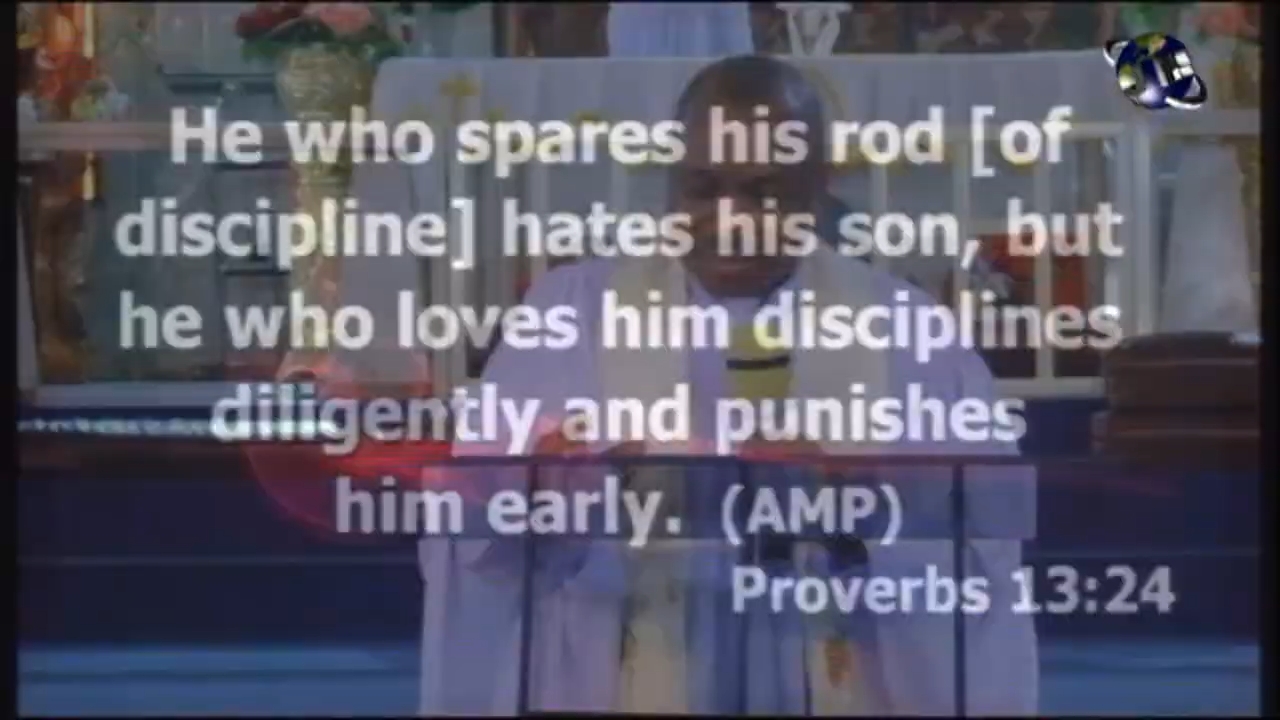 He who spares his rod [of
discipline] hates his son, but
he who loves him disciplines
diligently and punishes
him early. (AMP)
Proverbs 13:24